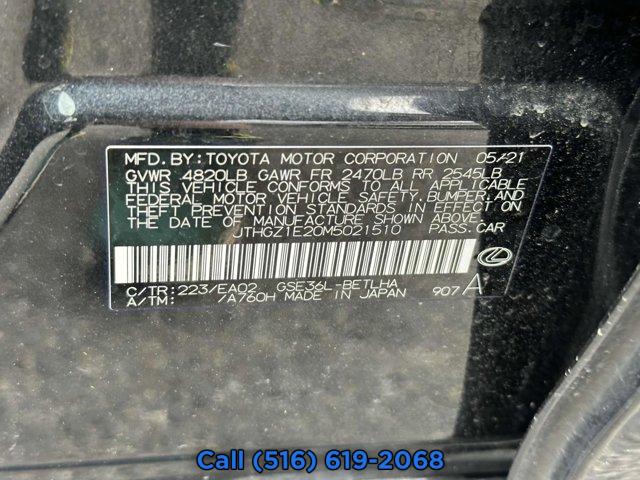 MFD. BY: TOYOTA MOTOR CORPORATION 05/21
GVWR 4820LB GAWR FR 2470LB RR 2545LB
THIS VEHICLE CONFORMS TO ALL APPLICABLE
FEDERAL MOTOR VEHICLE SAFETY, BUMPER, AND
THEFT PREVENTION STANDARDS IN EFFECT ON
THE DATE OF MANUFACTURE SHOWN ABOVE.
JTHGZ1E20M5021510 PASS. CAR
C/TR: 223/EA02 GSE36L-BETLHA
A/TM: /A760H MADE IN JAPAN 907 A
Call (516) 619-2068